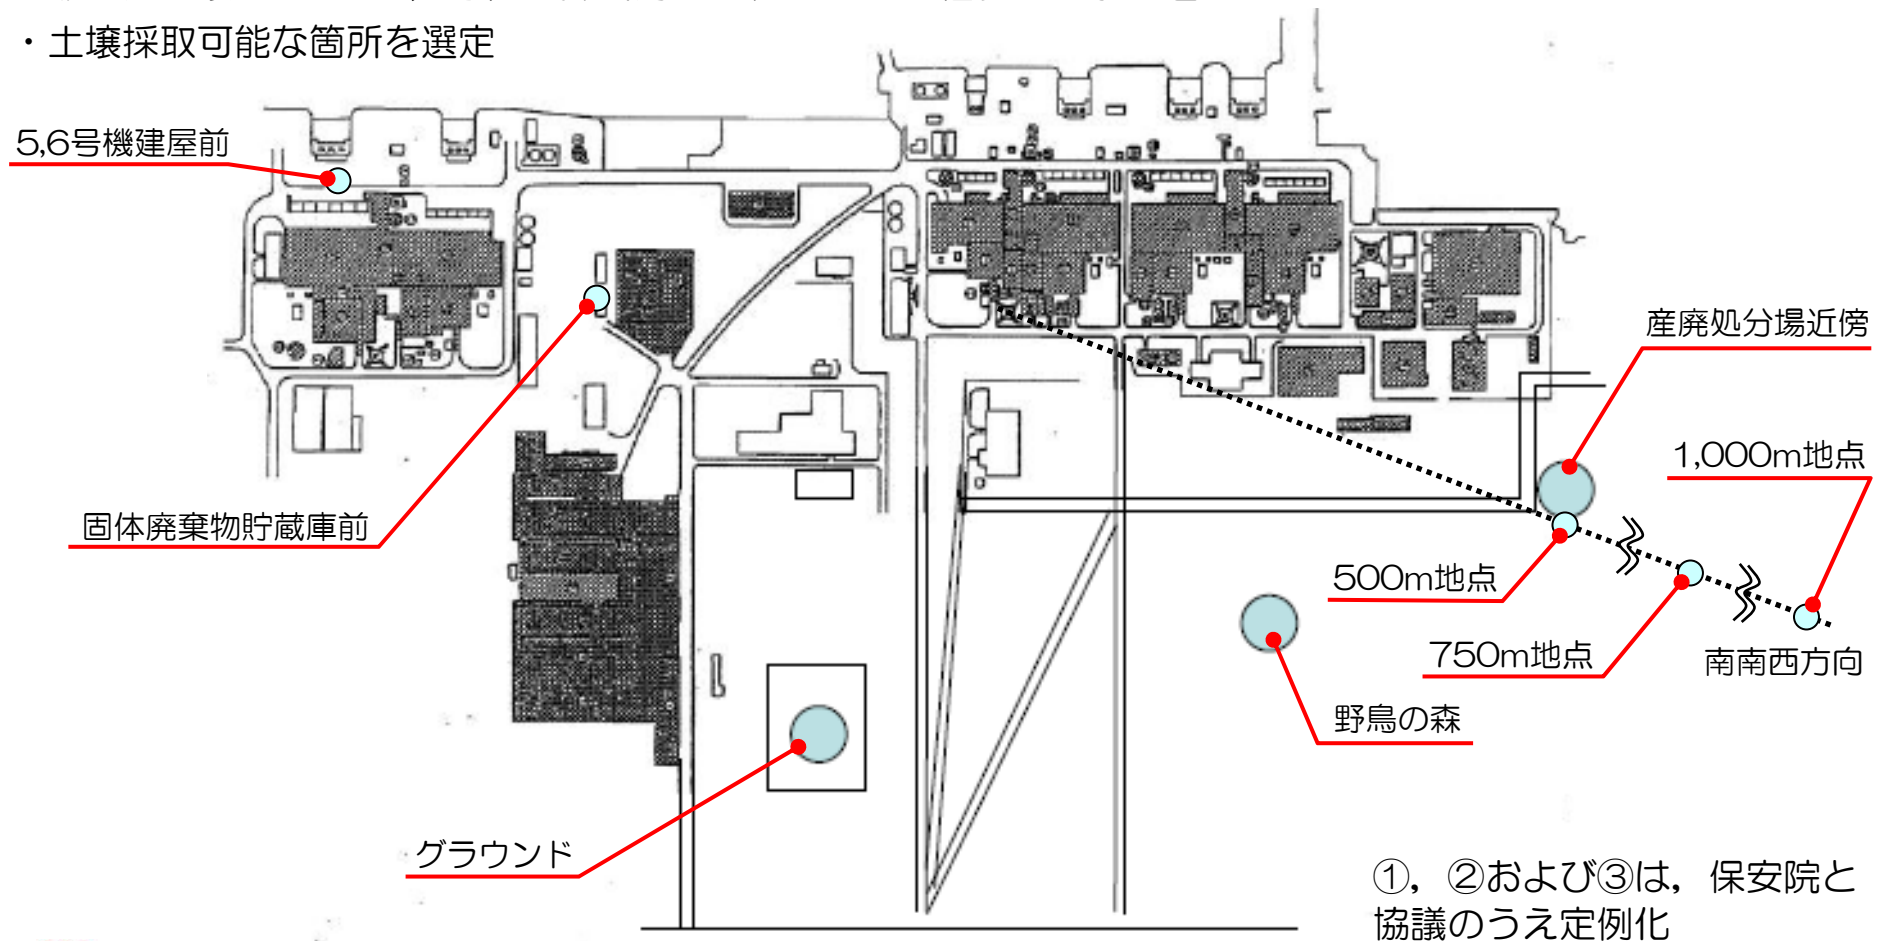 ・土壌採取可能な箇所を選定
5,6号機建屋前
産廃処分場近傍
1,000m地点
固体廃棄物貯蔵庫前
500m地点
750m地点
南南西方向
野鳥の森
グラウンド
①，②および③は，保安院と
協議のうえ定例化